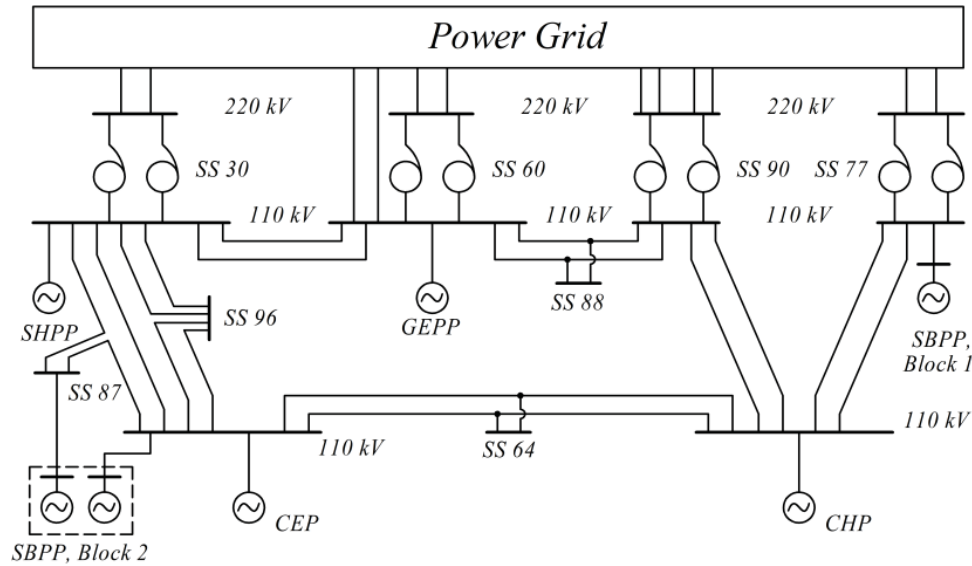 Power Grid
220 kV
220 kV
220 kV
SS 30
SS 60
SS 90
SS 77
110 kV
110 kV
110 kV
SHPP
SS 96
GEPP
SS 88
SBPP,
Block 1
SS 87
110 kV
SS 64
110 kV
CEP
CHP
SBPP, Block 2